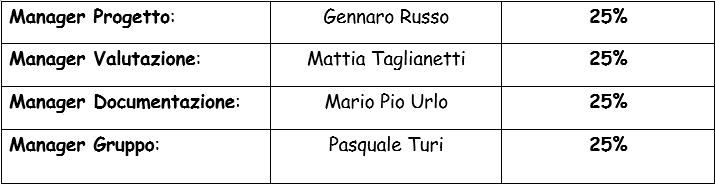 Manager Progetto: Gennaro Russo 25%
Manager Valutazione: Mattia Taglianetti 25%
Manager Documentazione: Mario Pio Urlo 25%
Manager Gruppo: Pasquale Turi 25%